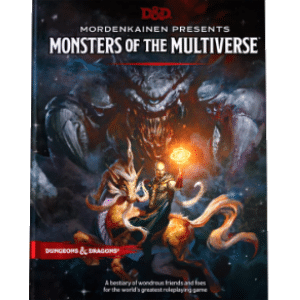 D&D
MORDENKAINEN PRESENTS
MONSTERS OF THE MULTIVERSE
DUNGEONS & DRAGONS®
A bestiary of wondrous friends and foes
for the world's greatest roleplaying game